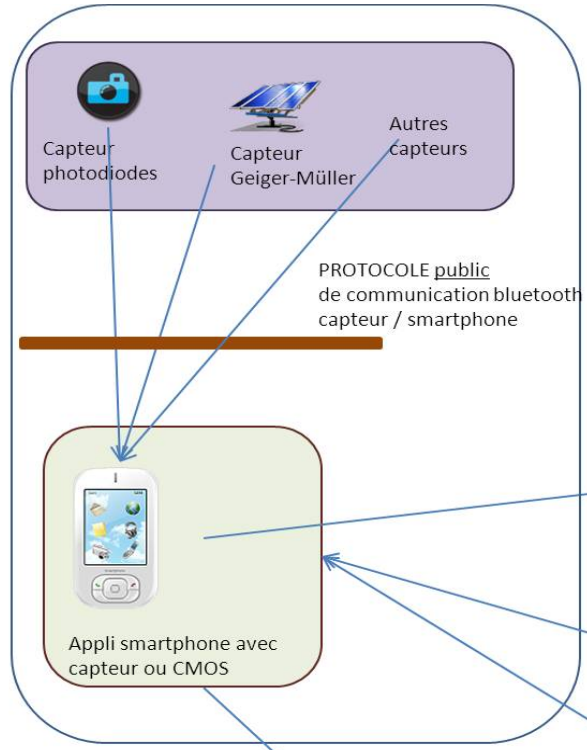 Capteur
photodiodes
Capteur
Geiger-Müller
Autres
capteurs
PROTOCOLE public
de communication bluetooth
capteur / smartphone
Appli smartphone avec
capteur ou CMOS